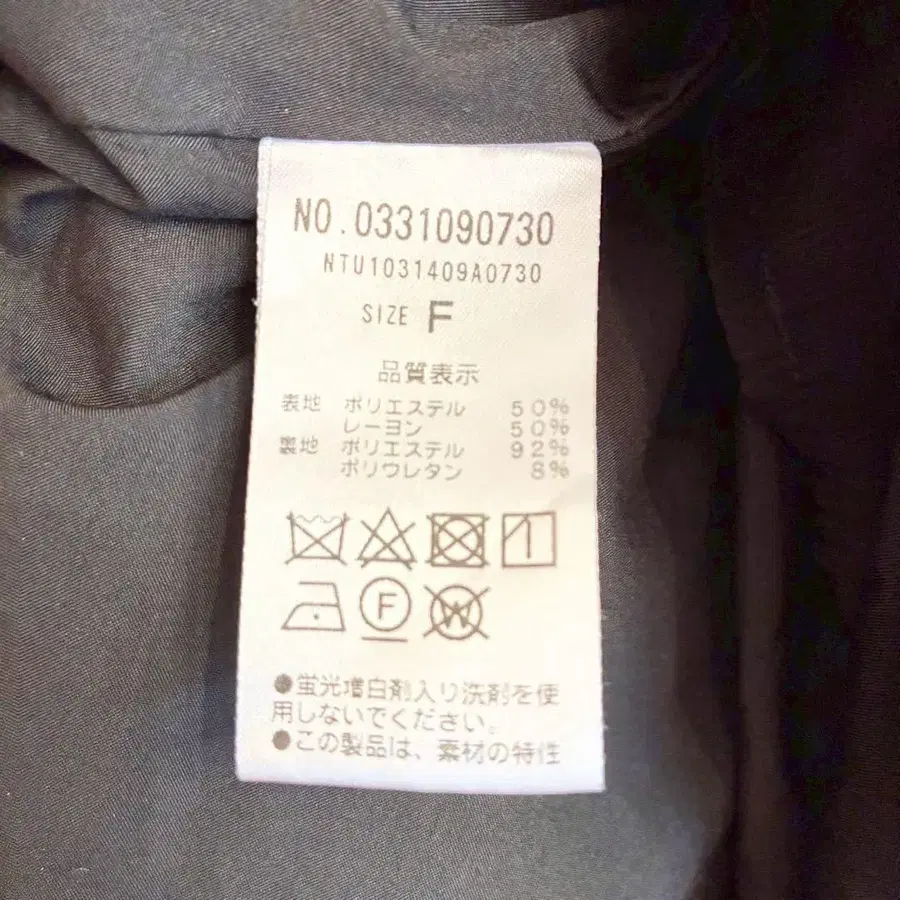 NO.0331090730
NTU1031409A0730
SIZE F
品質表示
表地 ポリエステル 50%
レーヨン 50%
裏地 ポリエステル 92%
ポリウレタン 8%
F W
●蛍光増白剤入り洗剤を使
用しないでください。
●この製品は、素材の特性